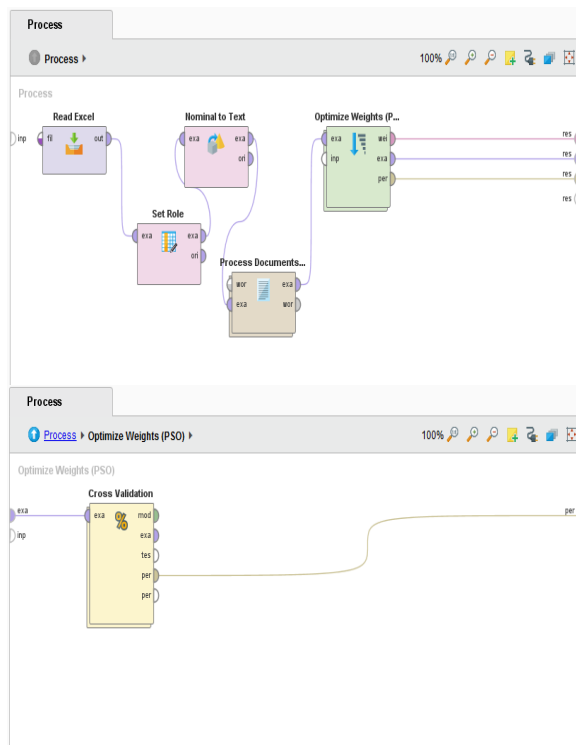 Process
Process
100%
Process
Read Excel
Nominal to Text
Optimize Weights (P...
inp
fil
out
exa
exa
ori
exa
inp
wei
exa
per
res
res
res
res
Set Role
exa
exa
ori
Process Documents...
wor
exa
exa
wor
Process
Process
Optimize Weights (PSO)
100%
Optimize Weights (PSO)
Cross Validation
exa
inp
exa
mod
exa
tes
per
per
per